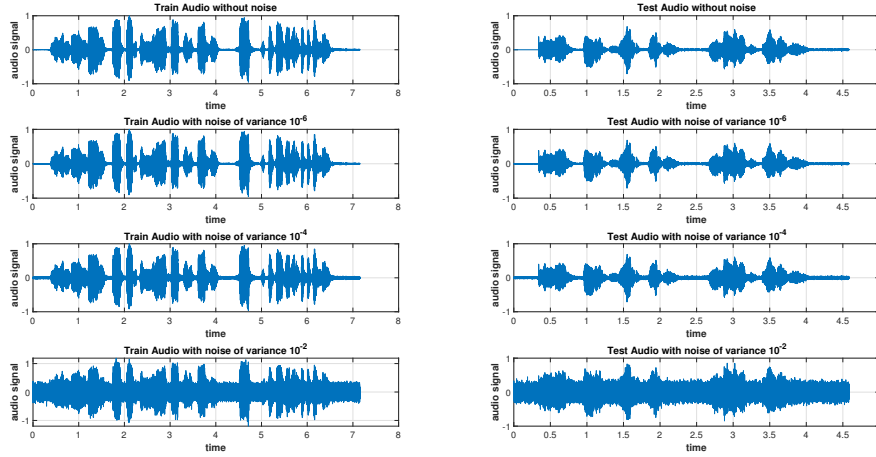 Train Audio without noise
1
0
-1
audio signal
0 1 2 3 4 5 6 7 8
time
Test Audio without noise
1
0
-1
audio signal
0 0.5 1 1.5 2 2.5 3 3.5 4 4.5
time
Train Audio with noise of variance 10^-6
1
0
-1
audio signal
0 1 2 3 4 5 6 7 8
time
Test Audio with noise of variance 10^-6
1
0
-1
audio signal
0 0.5 1 1.5 2 2.5 3 3.5 4 4.5
time
Train Audio with noise of variance 10^-4
1
0
-1
audio signal
0 1 2 3 4 5 6 7 8
time
Test Audio with noise of variance 10^-4
1
0
-1
audio signal
0 0.5 1 1.5 2 2.5 3 3.5 4 4.5
time
Train Audio with noise of variance 10^-2
1
0
-1
audio signal
0 1 2 3 4 5 6 7 8
time
Test Audio with noise of variance 10^-2
1
0
-1
audio signal
0 0.5 1 1.5 2 2.5 3 3.5 4 4.5
time